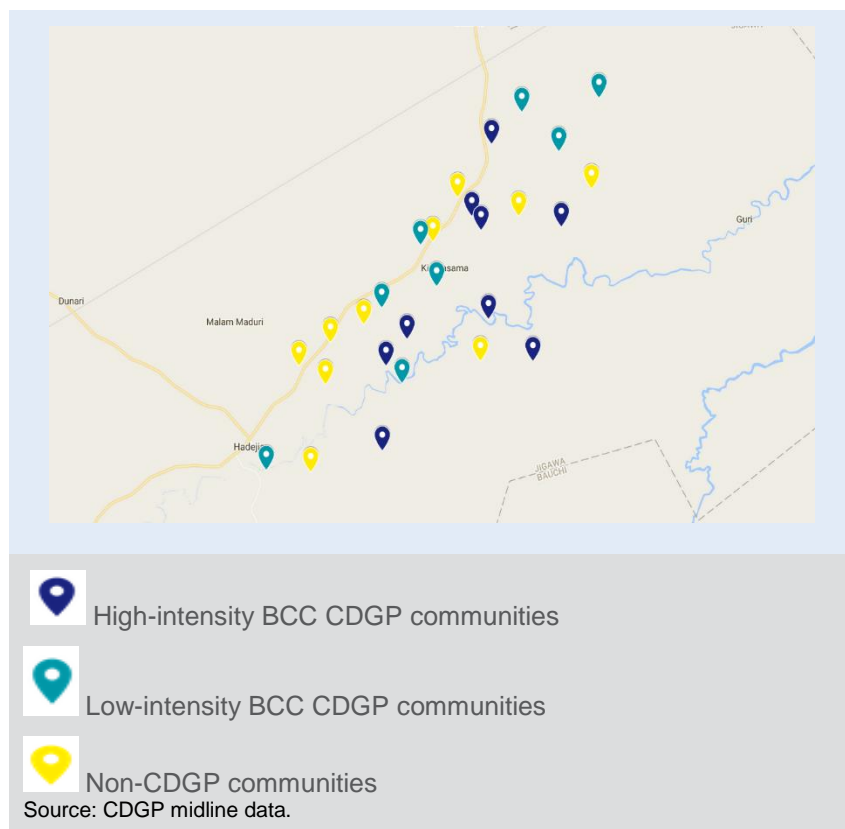 Guri
Dunari
Malam Maduri
JIGAWA
BAUCHI
High-intensity BCC CDGP communities
Low-intensity BCC CDGP communities
Non-CDGP communities
Source: CDGP midline data.